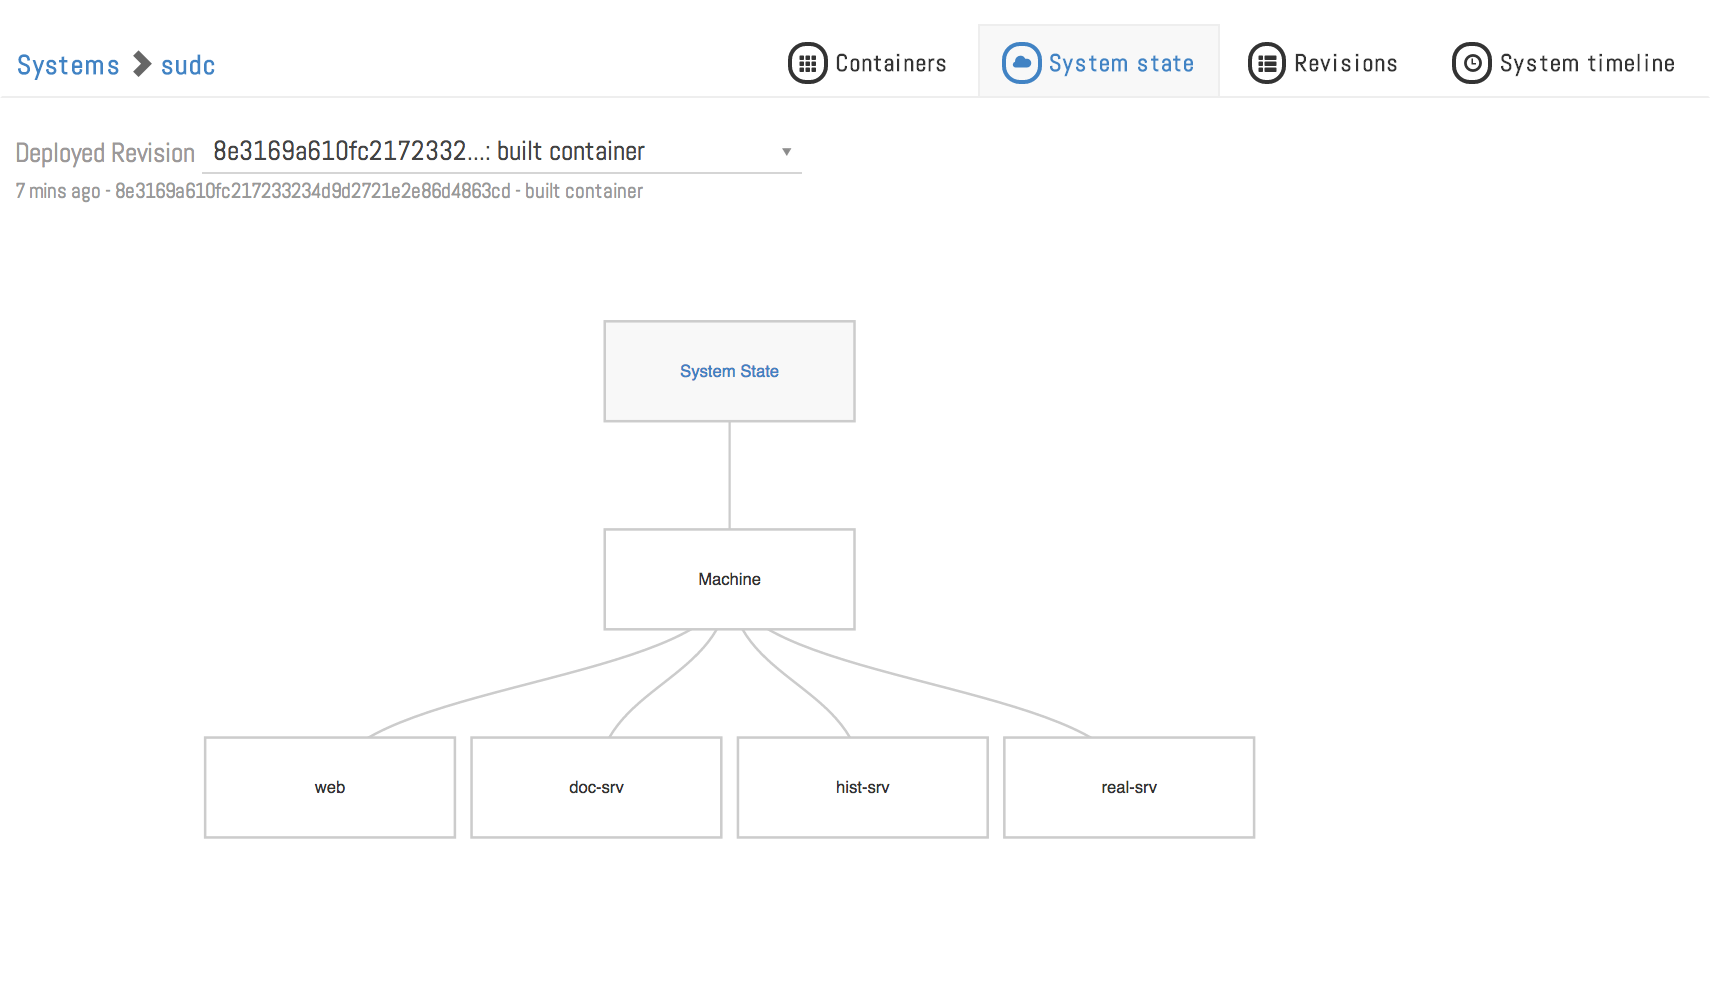 Systems sudc
Containers
System state
Revisions
System timeline
Deployed Revision 8e3169a610fc2172332...: built container
7 mins ago - 8e3169a610fc217233234d9d2721e2e86d4863cd - built container
System State
Machine
web
doc-srv
hist-srv
real-srv